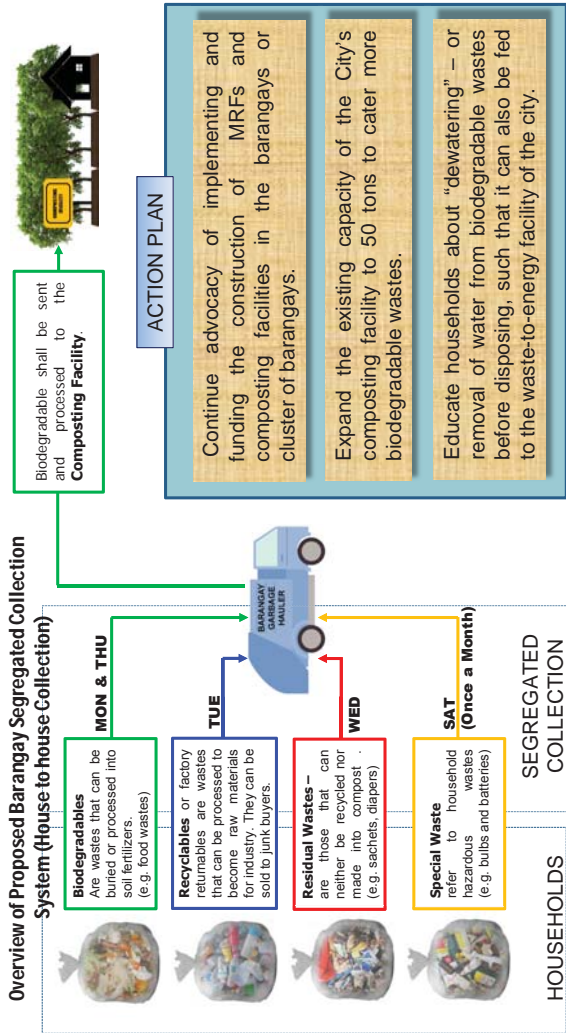 Overview of Proposed Barangay Segregated Collection
System (House to house Collection)
Biodegradables
Are wastes that can be
buried or processed into
soil fertilizers.
(e.g. food wastes)
MON & THU
Recyclables or factory
returnables are wastes
that can be processed to
become raw materials
for industry. They can be
sold to junk buyers.
TUE
Residual Wastes –
are those that can
neither be recycled nor
made into compost .
(e.g. sachets, diapers)
WED
Special Waste
refer to household
hazardous wastes
(e.g. bulbs and batteries)
SAT
(Once a Month)
HOUSEHOLDS
SEGREGATED
COLLECTION
BARANGAY
GARBAGE
HAULER
Biodegradable shall be sent
and processed to the
Composting Facility.
COMPOSTING
FACILITY
ACTION PLAN
Continue advocacy of implementing and
funding the construction of MRFs and
composting facilities in the barangays or
cluster of barangays.
Expand the existing capacity of the City's
composting facility to 50 tons to cater more
biodegradable wastes.
Educate households about “dewatering” – or
removal of water from biodegradable wastes
before disposing, such that it can also be fed
to the waste-to-energy facility of the city.